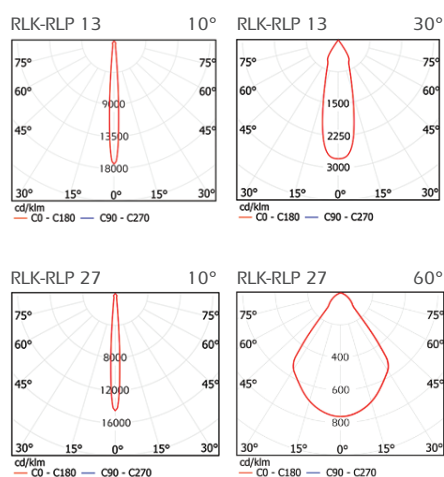 RLK-RLP 13 10°
75° 75°
60° 60°
9000
45° 13500 45°
18000
30° 15° 0° 15° 30°
cd/klm
C0 - C180 C90 - C270
RLK-RLP 13 30°
75° 75°
60° 60°
1500
45° 2250 45°
3000
30° 15° 0° 15° 30°
cd/klm
C0 - C180 C90 - C270
RLK-RLP 27 10°
75° 75°
60° 60°
8000
45° 12000 45°
16000
30° 15° 0° 15° 30°
cd/klm
C0 - C180 C90 - C270
RLK-RLP 27 60°
75° 75°
60° 60°
400
45° 600 45°
800
30° 15° 0° 15° 30°
cd/klm
C0 - C180 C90 - C270